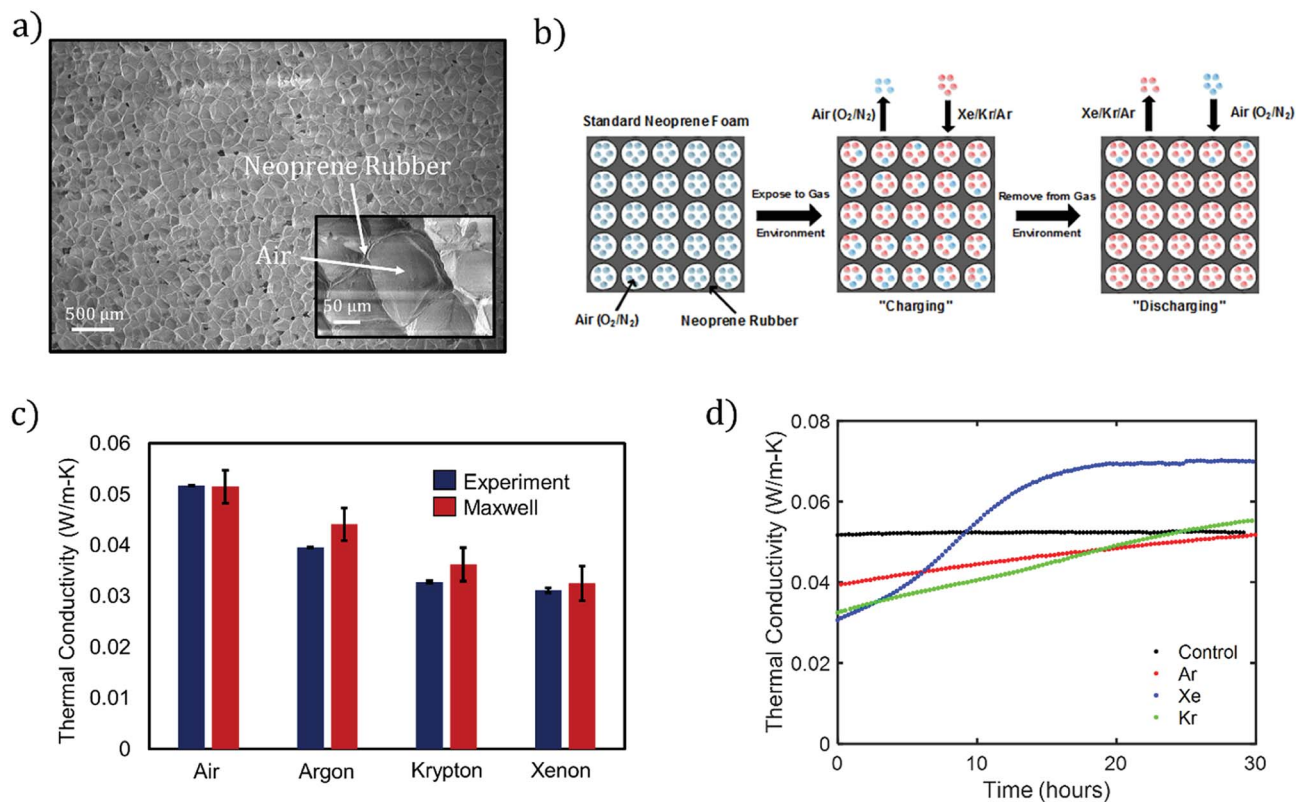 a)
Neoprene Rubber
Air
500 μm
50 μm
b)
Standard Neoprene Foam
Air (O₂/N₂)
Xe/Kr/Ar
Xe/Kr/Ar
Air (O₂/N₂)
Expose to Gas
Environment
Remove from Gas
Environment
Air (O₂/N₂)
Neoprene Rubber
"Charging"
"Discharging"
c)
Thermal Conductivity (W/m-K)
0.06
0.05
0.04
0.03
0.02
0.01
0
Experiment
Maxwell
Air
Argon
Krypton
Xenon
d)
Thermal Conductivity (W/m-K)
0.08
0.06
0.04
0.02
0
Control
Ar
Xe
Kr
0
10
20
30
Time (hours)